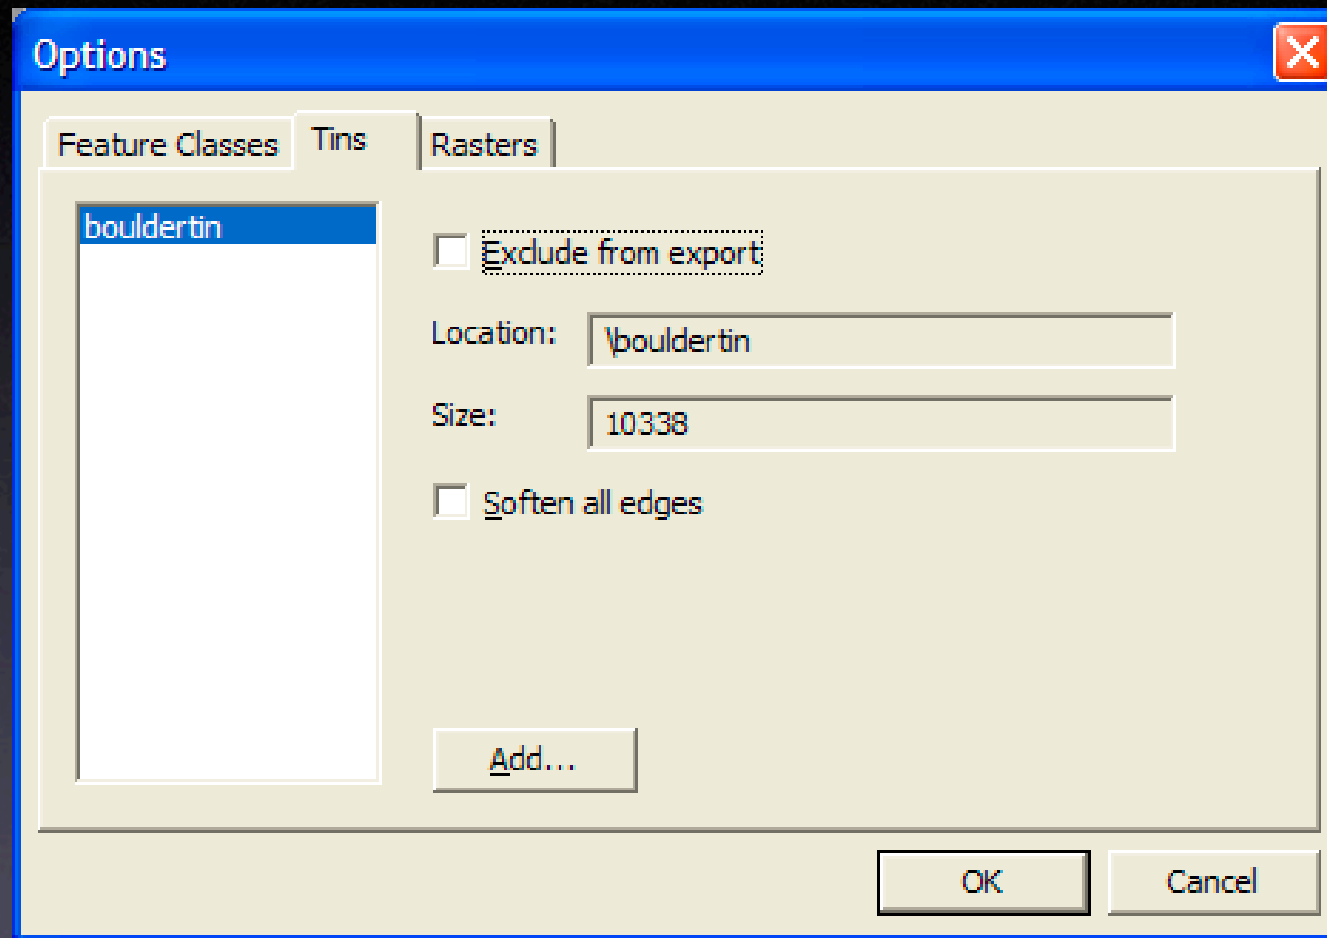 Options
Feature Classes Tins Rasters
bouldertin
Exclude from export
Location: \bouldertin
Size: 10338
Soften all edges
Add...
OK Cancel